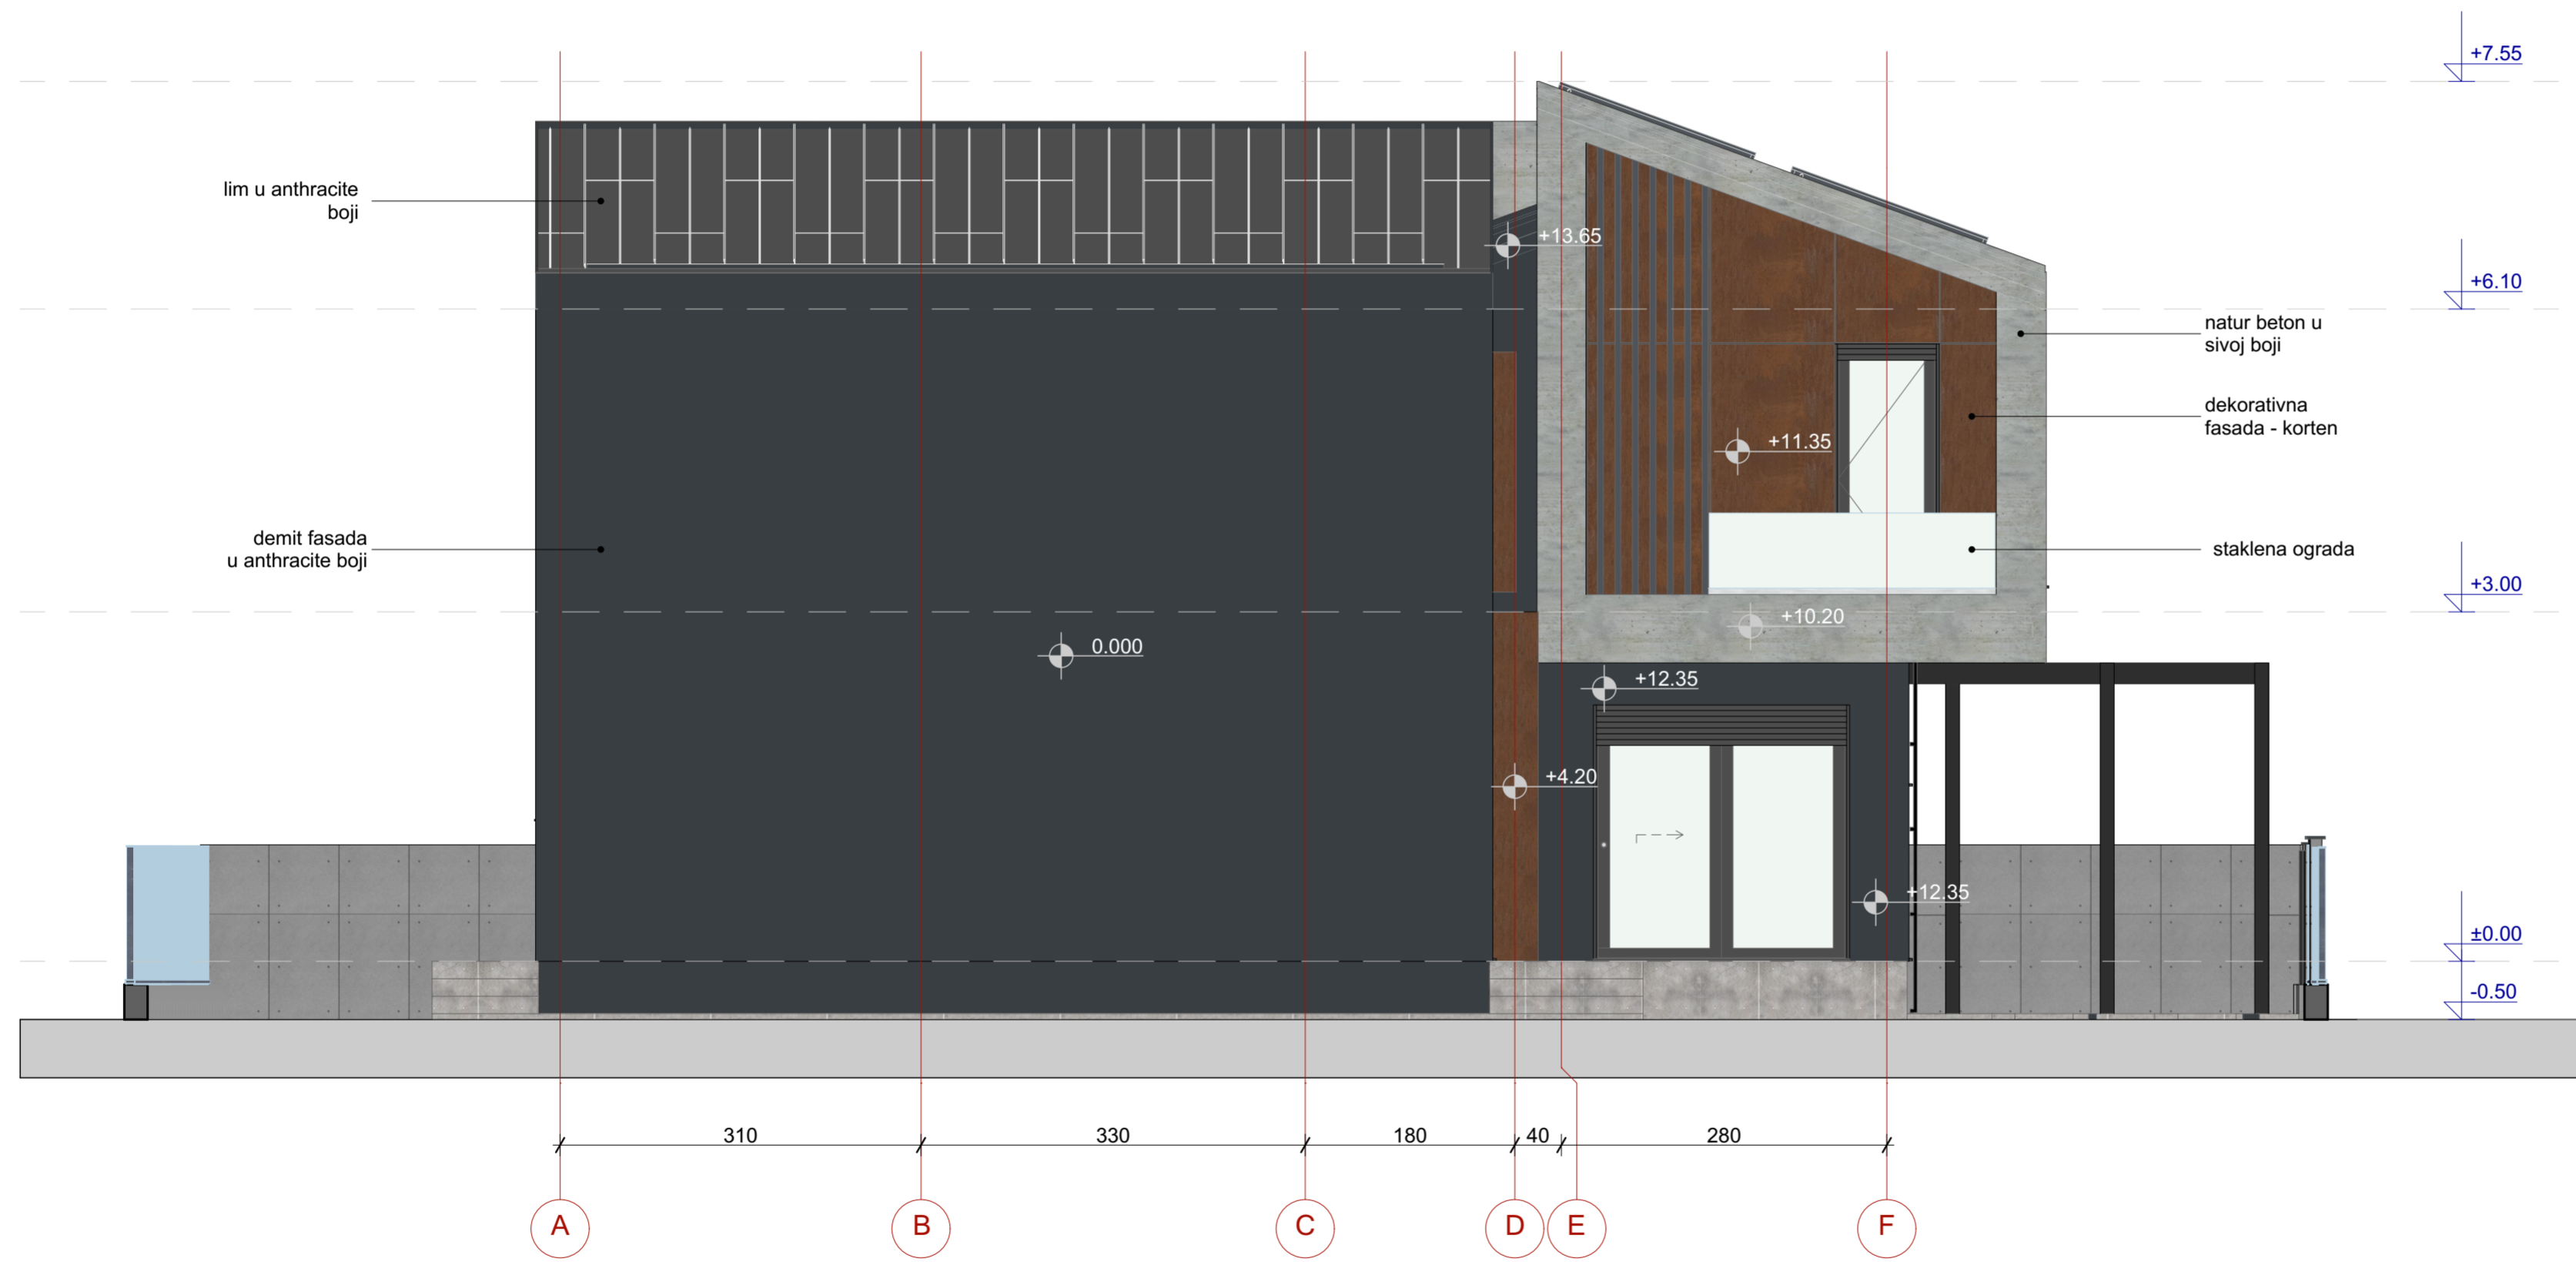 +7.55
lim u anthracite
boji
+13.65
+6.10
natur beton u
sivoj boji
dekorativna
fasada - korten
+11.35
demit fasada
u anthracite boji
staklena ograda
+3.00
+10.20
0.000
+12.35
+4.20
+12.35
±0.00
-0.50
310 330 180 40 280
A B C D E F